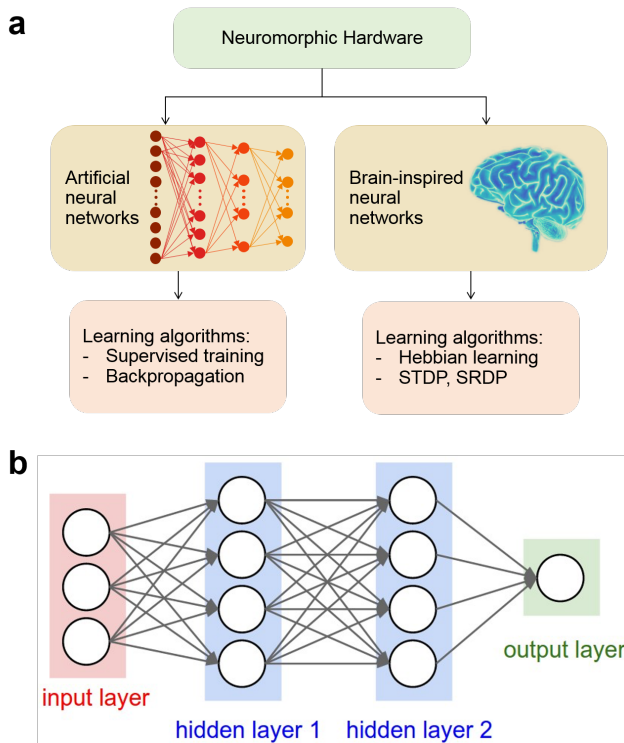 a
Neuromorphic Hardware
Artificial
neural
networks
Brain-inspired
neural
networks
Learning algorithms:
- Supervised training
- Backpropagation
Learning algorithms:
- Hebbian learning
- STDP, SRDP
b
input layer
hidden layer 1
hidden layer 2
output layer